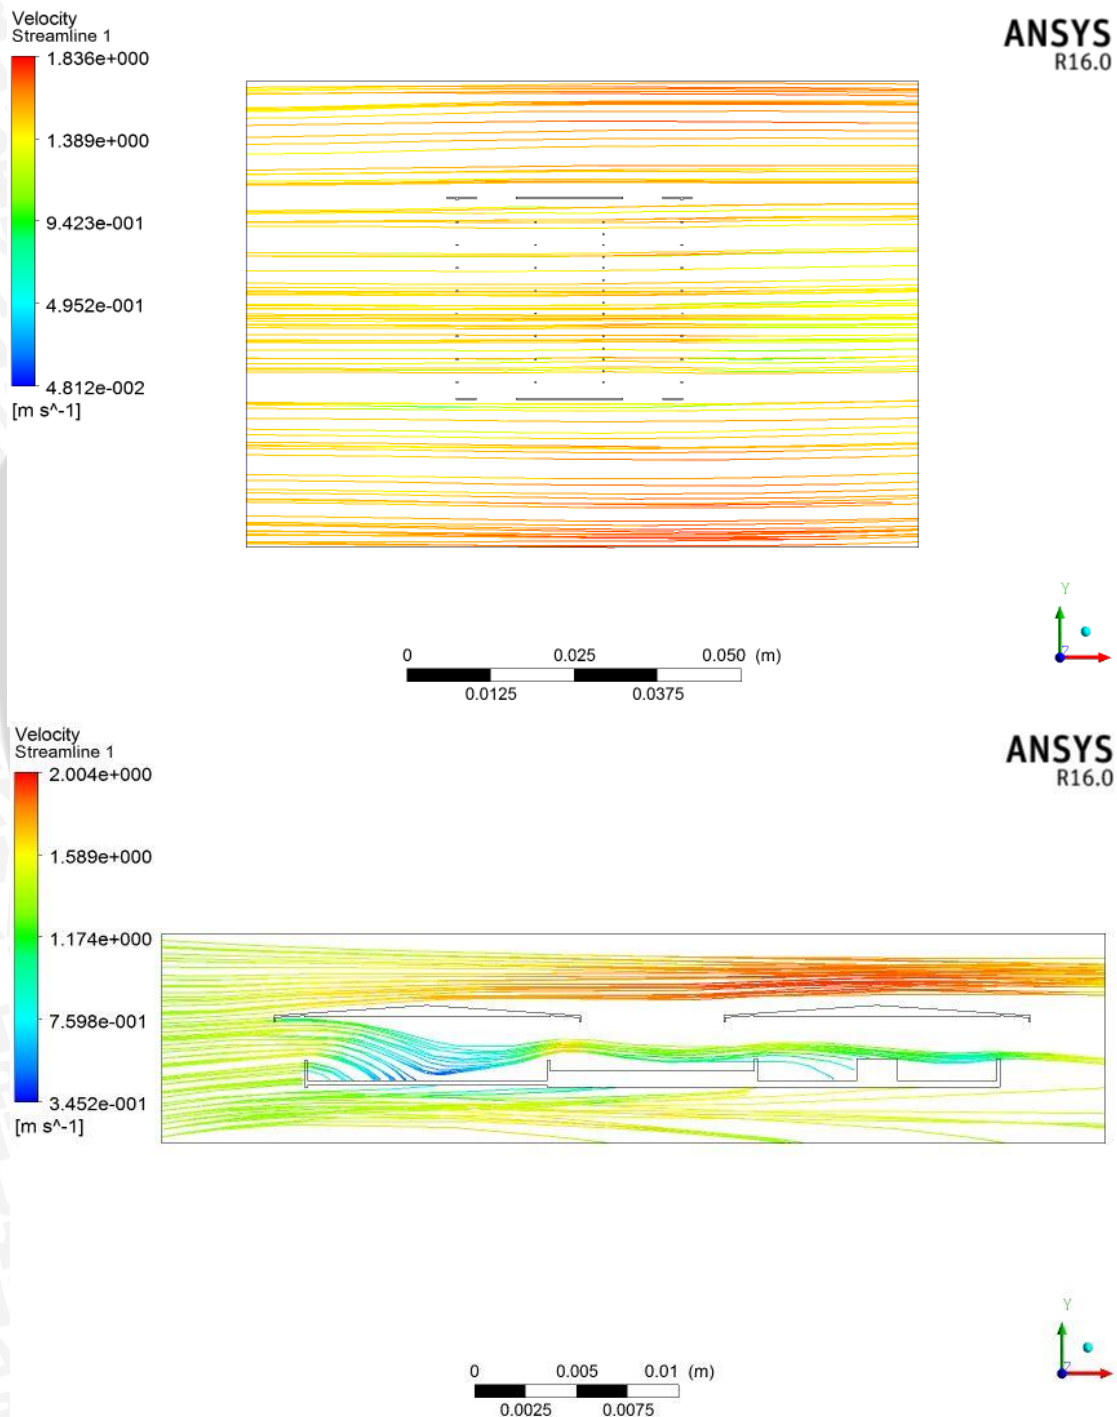 Velocity
Streamline 1
ANSYS
R16.0
1.836e+000
1.389e+000
9.423e-001
4.952e-001
4.812e-002
[m s^-1]
Y
Z
0 0.025 0.050 (m)
0.0125 0.0375
Velocity
Streamline 1
ANSYS
R16.0
2.004e+000
1.589e+000
1.174e+000
7.598e-001
3.452e-001
[m s^-1]
Y
Z
0 0.005 0.01 (m)
0.0025 0.0075